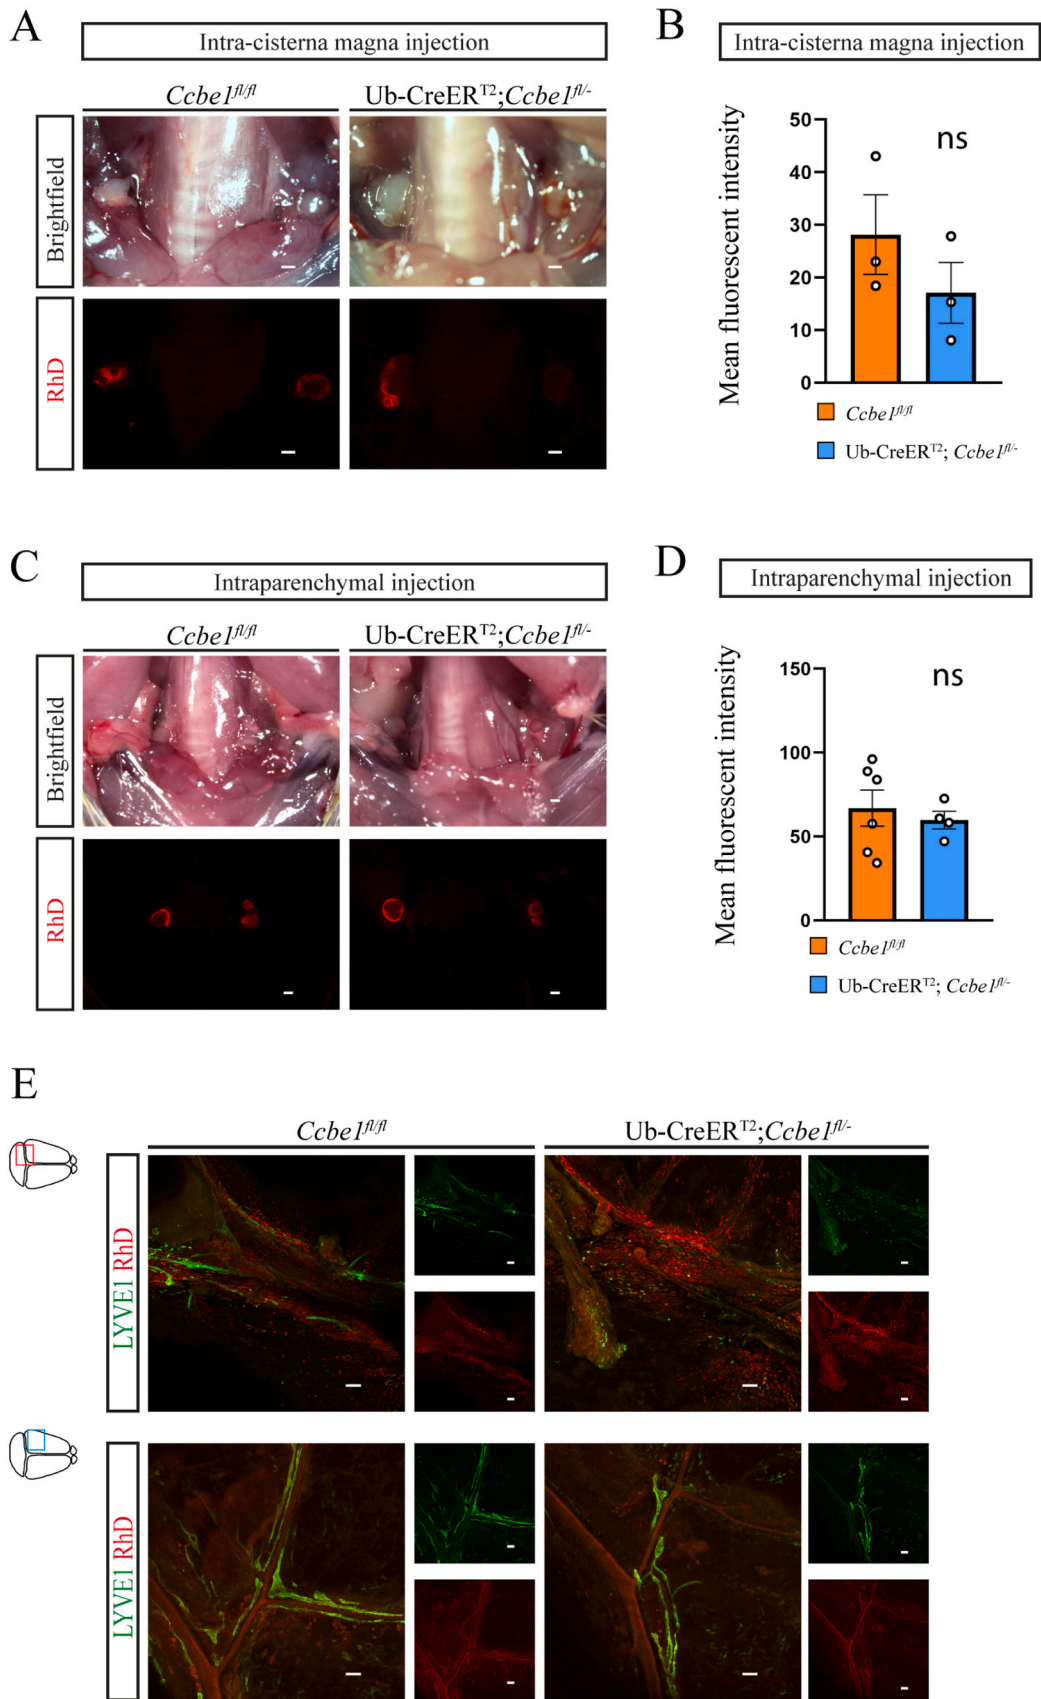 A
Intra-cisterna magna injection
Ccbe1fl/fl
Ub-CreERT2;Ccbe1fl/-
Brightfield
RhD
B
Intra-cisterna magna injection
Mean fluorescent intensity
50
40
30
20
10
0
ns
Ccbe1fl/fl
Ub-CreERT2; Ccbe1fl/-
C
Intraparenchymal injection
Ccbe1fl/fl
Ub-CreERT2;Ccbe1fl/-
Brightfield
RhD
D
Intraparenchymal injection
Mean fluorescent intensity
150
100
50
0
ns
Ccbe1fl/fl
Ub-CreERT2; Ccbe1fl/-
E
Ccbe1fl/fl
Ub-CreERT2;Ccbe1fl/-
LYVE1 RhD
LYVE1 RhD